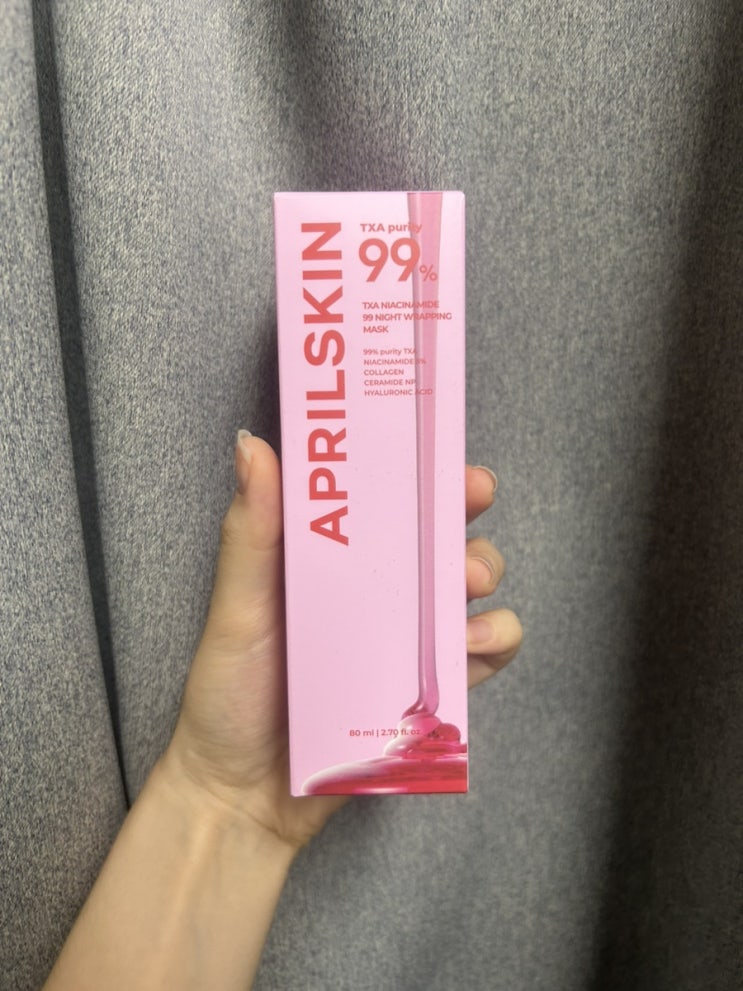 APRILSKIN
TXA purity
99%
TXA NIACINAMIDE
99 NIGHT WRAPPING
MASK
99% purity TXA
NIACINAMIDE
COLLAGEN
CERAMIDE NP
HYALURONIC ACID
80 ml | 2.70 fl. oz.